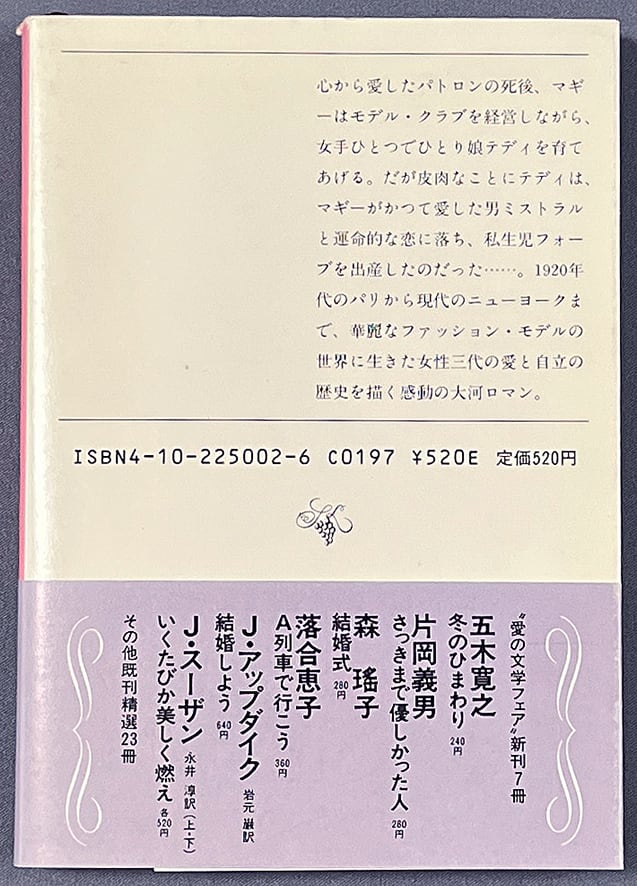 心から愛したパトロンの死後、マギ
ーはモデル・クラブを経営しながら、
女手ひとつでひとり娘テディを育て
あげる。だが皮肉なことにテディは、
マギーがかつて愛した男ミストラル
と運命的な恋に落ち、私生児フォー
ブを出産したのだった……。1920年
代のパリから現代のニューヨークま
で、華麗なファッション・モデルの
世界に生きた女性三代の愛と自立の
歴史を描く感動の大河ロマン。
ISBN4-10-225002-6 C0197 ¥520E 定価520円
〝愛の文学フェア〟新刊7冊
五木寛之
冬のひまわり 240円
片岡義男
さっきまで優しかった人 280円
森 瑤子
結婚式 280円
落合恵子
A列車で行こう 360円
J・アップダイク 岩元 巌訳
結婚しよう 640円
J・スーザン 永井 淳訳(上・下)
いくたびか美しく燃え 各520円
その他既刊精選23冊